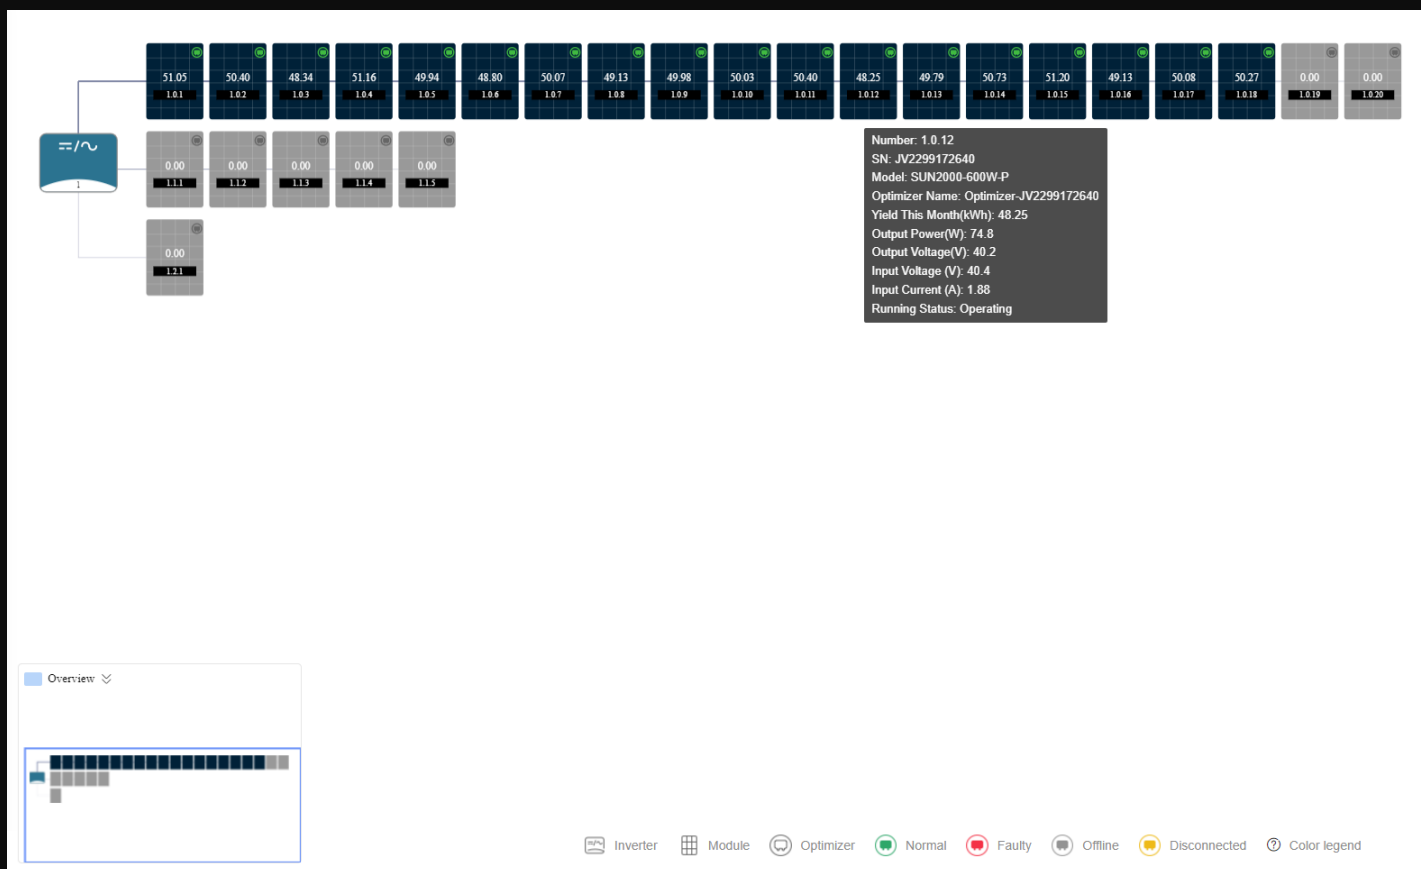 51.05 50.40 48.34 51.16 49.94 48.80 50.07 49.13 49.98 50.03 50.40 48.25 49.79 50.73 51.20 49.13 50.08 50.27 0.00 0.00
1.0.1 1.0.2 1.0.3 1.0.4 1.0.5 1.0.6 1.0.7 1.0.8 1.0.9 1.0.10 1.0.11 1.0.12 1.0.13 1.0.14 1.0.15 1.0.16 1.0.17 1.0.18 1.0.19 1.0.20
1
0.00 0.00 0.00 0.00 0.00
1.1.1 1.1.2 1.1.3 1.1.4 1.1.5
0.00
1.2.1
Number: 1.0.12
SN: JV2299172640
Model: SUN2000-600W-P
Optimizer Name: Optimizer-JV2299172640
Yield This Month(kWh): 48.25
Output Power(W): 74.8
Output Voltage(V): 40.2
Input Voltage (V): 40.4
Input Current (A): 1.88
Running Status: Operating
Overview
Inverter Module Optimizer Normal Faulty Offline Disconnected ? Color legend